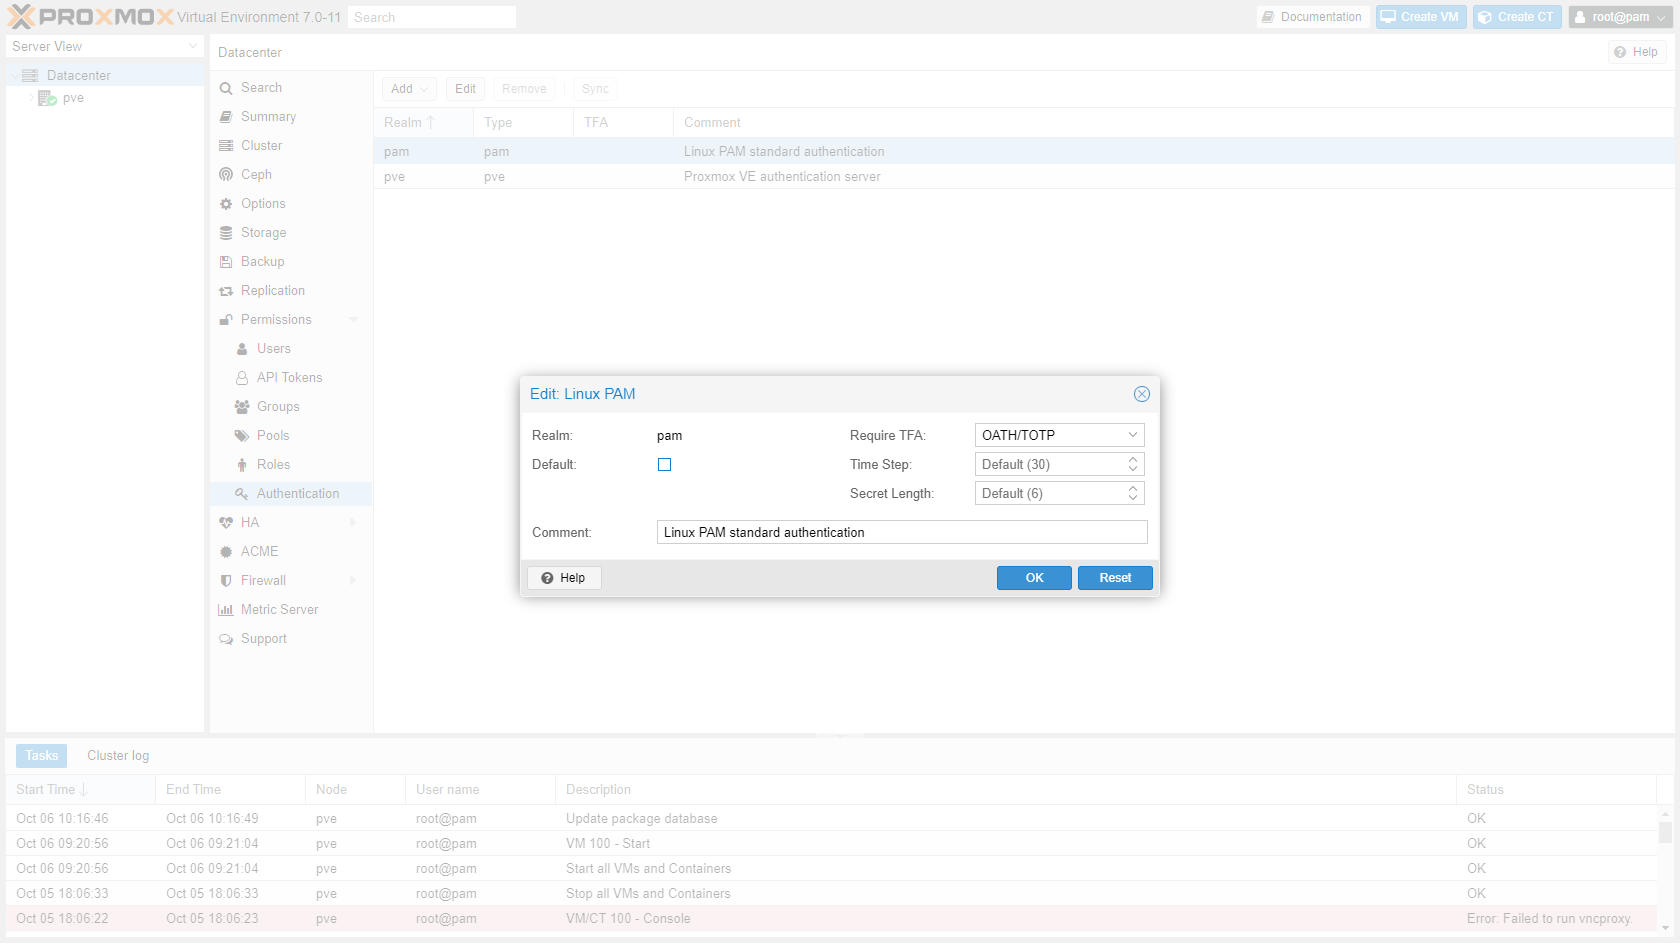 PROXMOX Virtual Environment 7.0-11 Search Documentation Create VM Create CT root@pam
Server View
Datacenter
pve
Datacenter Help
Search
Summary
Cluster
Ceph
Options
Storage
Backup
Replication
Permissions
Users
API Tokens
Groups
Pools
Roles
Authentication
HA
ACME
Firewall
Metric Server
Support
Add Edit Remove Sync
Realm Type TFA Comment
pam pam Linux PAM standard authentication
pve pve Proxmox VE authentication server
Edit: Linux PAM
Realm: pam Require TFA: OATH/TOTP
Default: Time Step: Default (30)
Secret Length: Default (6)
Comment: Linux PAM standard authentication
Help OK Reset
Tasks Cluster log
Start Time End Time Node User name Description Status
Oct 06 10:16:46 Oct 06 10:16:49 pve root@pam Update package database OK
Oct 06 09:20:56 Oct 06 09:21:04 pve root@pam VM 100 - Start OK
Oct 06 09:20:56 Oct 06 09:21:04 pve root@pam Start all VMs and Containers OK
Oct 05 18:06:33 Oct 05 18:06:33 pve root@pam Stop all VMs and Containers OK
Oct 05 18:06:22 Oct 05 18:06:23 pve root@pam VM/CT 100 - Console Error: Failed to run vncproxy.